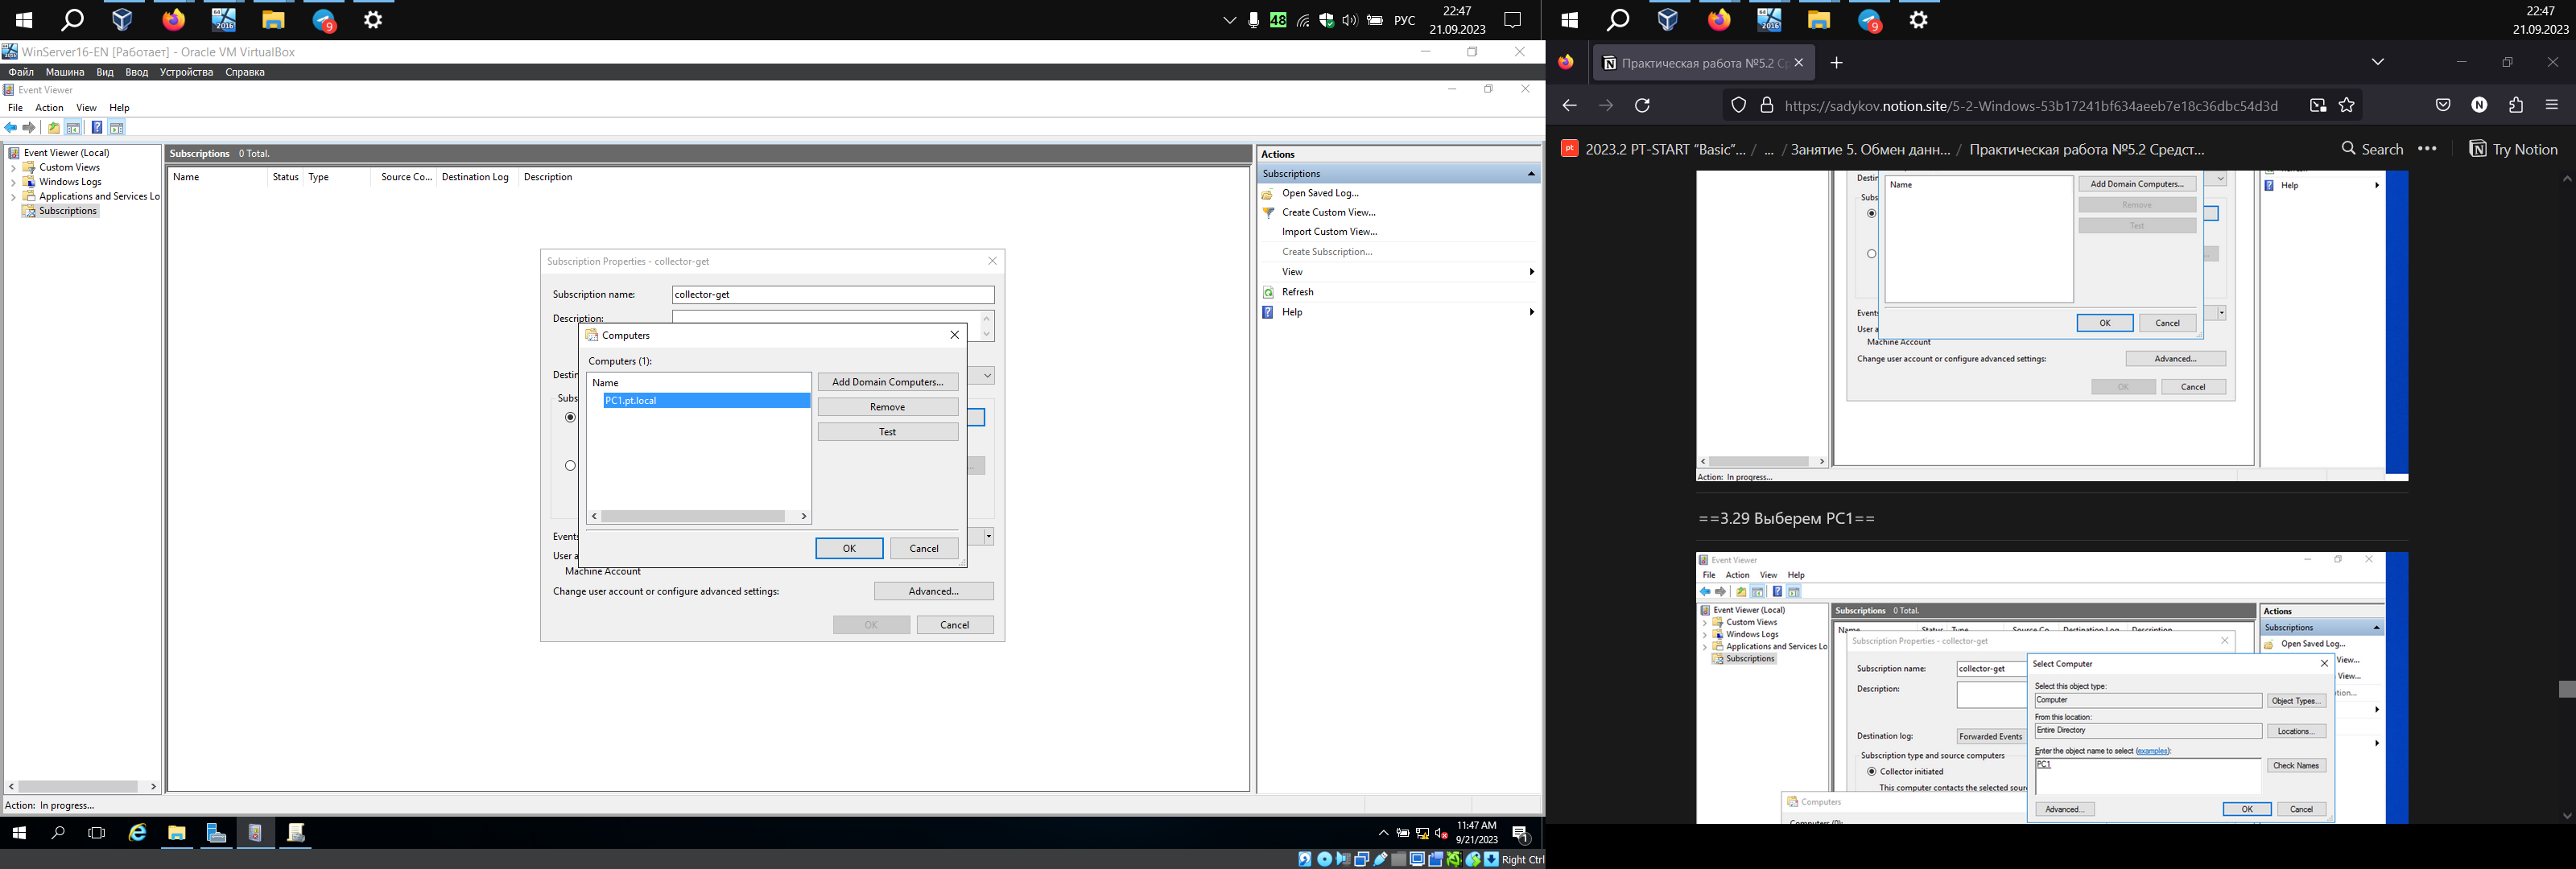 22:47
48
РУС
21.09.2023
22:47
21.09.2023
WinServer16-EN [Работает] - Oracle VM VirtualBox
Файл Машина Вид Ввод Устройства Справка
Event Viewer
File Action View Help
Event Viewer (Local)
Custom Views
Windows Logs
Applications and Services Lo
Subscriptions
Subscriptions 0 Total.
Name Status Type Source Co... Destination Log Description
Actions
Subscriptions
Open Saved Log...
Create Custom View...
Import Custom View...
Create Subscription...
View
Refresh
Help
Subscription Properties - collector-get
Subscription name: collector-get
Description:
Computers
Computers (1):
Name
PC1.pt.local
Add Domain Computers...
Remove
Test
OK Cancel
Destin
Subs
Events
User a
Machine Account
Change user account or configure advanced settings: Advanced...
OK Cancel
Action: In progress...
11:47 AM
9/21/2023
1
Right Ctrl
Практическая работа №5.2 Ср
https://sadykov.notion.site/5-2-Windows-53b17241bf634aeeb7e18c36dbc54d3d
2023.2 PT-START “Basic”... / ... / Занятие 5. Обмен данн... / Практическая работа №5.2 Средст...
Search Try Notion
Destin
Subs
Name
Add Domain Computers...
Remove
Test
OK Cancel
Help
Events
User a
Machine Account
Change user account or configure advanced settings: Advanced...
OK Cancel
Action: In progress...
==3.29 Выберем PC1==
Event Viewer
File Action View Help
Event Viewer (Local)
Custom Views
Windows Logs
Applications and Services Lo
Subscriptions
Subscriptions 0 Total.
Name Status Type Source Co Destination Log Description
Actions
Subscriptions
Open Saved Log...
View...
View...
Subscription Properties - collector-get
Subscription name: collector-get
Description:
Destination log: Forwarded Events
Subscription type and source computers
Collector initiated
This computer contacts the selected sour
Computers
Computers (0):
Select Computer
Select this object type:
Computer
Object Types...
From this location:
Entire Directory
Locations...
Enter the object name to select (examples):
PC1
Check Names
Advanced...
OK Cancel